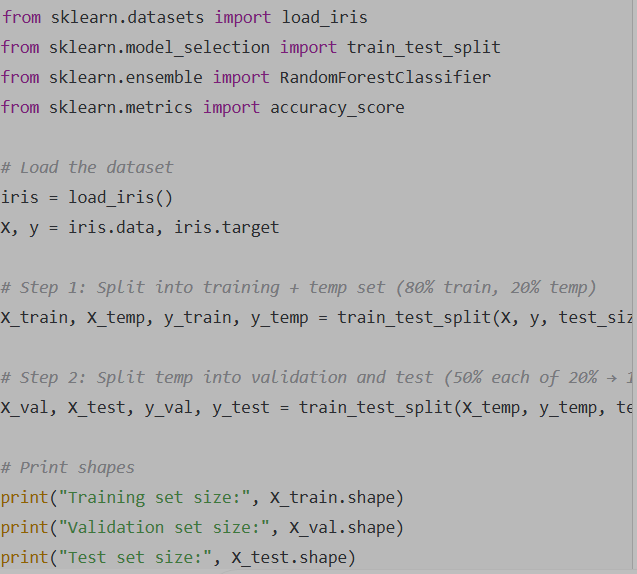 from sklearn.datasets import load_iris
from sklearn.model_selection import train_test_split
from sklearn.ensemble import RandomForestClassifier
from sklearn.metrics import accuracy_score
# Load the dataset
iris = load_iris()
X, y = iris.data, iris.target
# Step 1: Split into training + temp set (80% train, 20% temp)
X_train, X_temp, y_train, y_temp = train_test_split(X, y, test_siz
# Step 2: Split temp into validation and test (50% each of 20% → 1
X_val, X_test, y_val, y_test = train_test_split(X_temp, y_temp, te
# Print shapes
print("Training set size:", X_train.shape)
print("Validation set size:", X_val.shape)
print("Test set size:", X_test.shape)